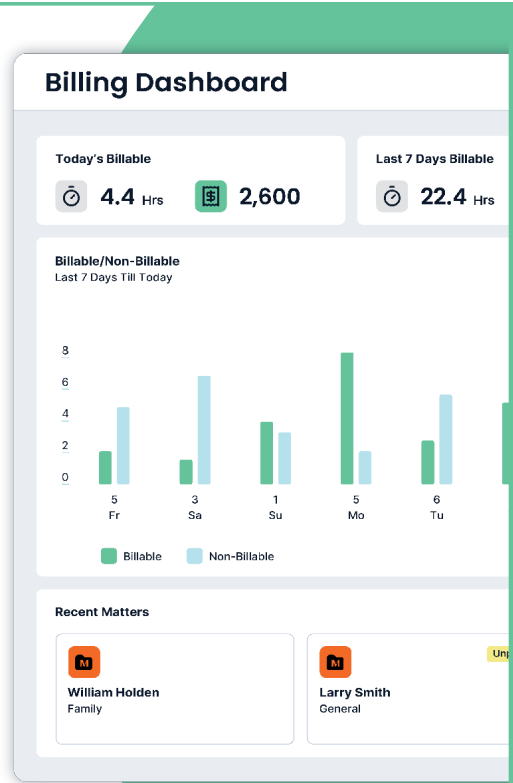 Billing Dashboard
Today's Billable
4.4 Hrs
2,600
Last 7 Days Billable
22.4 Hrs
Billable/Non-Billable
Last 7 Days Till Today
8
6
4
2
0
5 3 1 5 6
Fr Sa Su Mo Tu
Billable Non-Billable
Recent Matters
M
William Holden
Family
M
Larry Smith
General